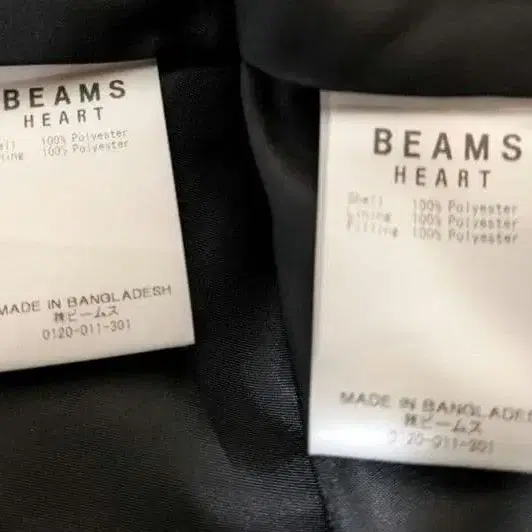 BEAMS
HEART
ell 100% Polyester
ning 100% Polyester
MADE IN BANGLADESH
㈱ビームス
0120-011-301
BEAMS
HEART
Shell 100% Polyester
Lining 100% Polyester
Filling 100% Polyester
MADE IN BANGLADES
㈱ビームス
0120-011-301